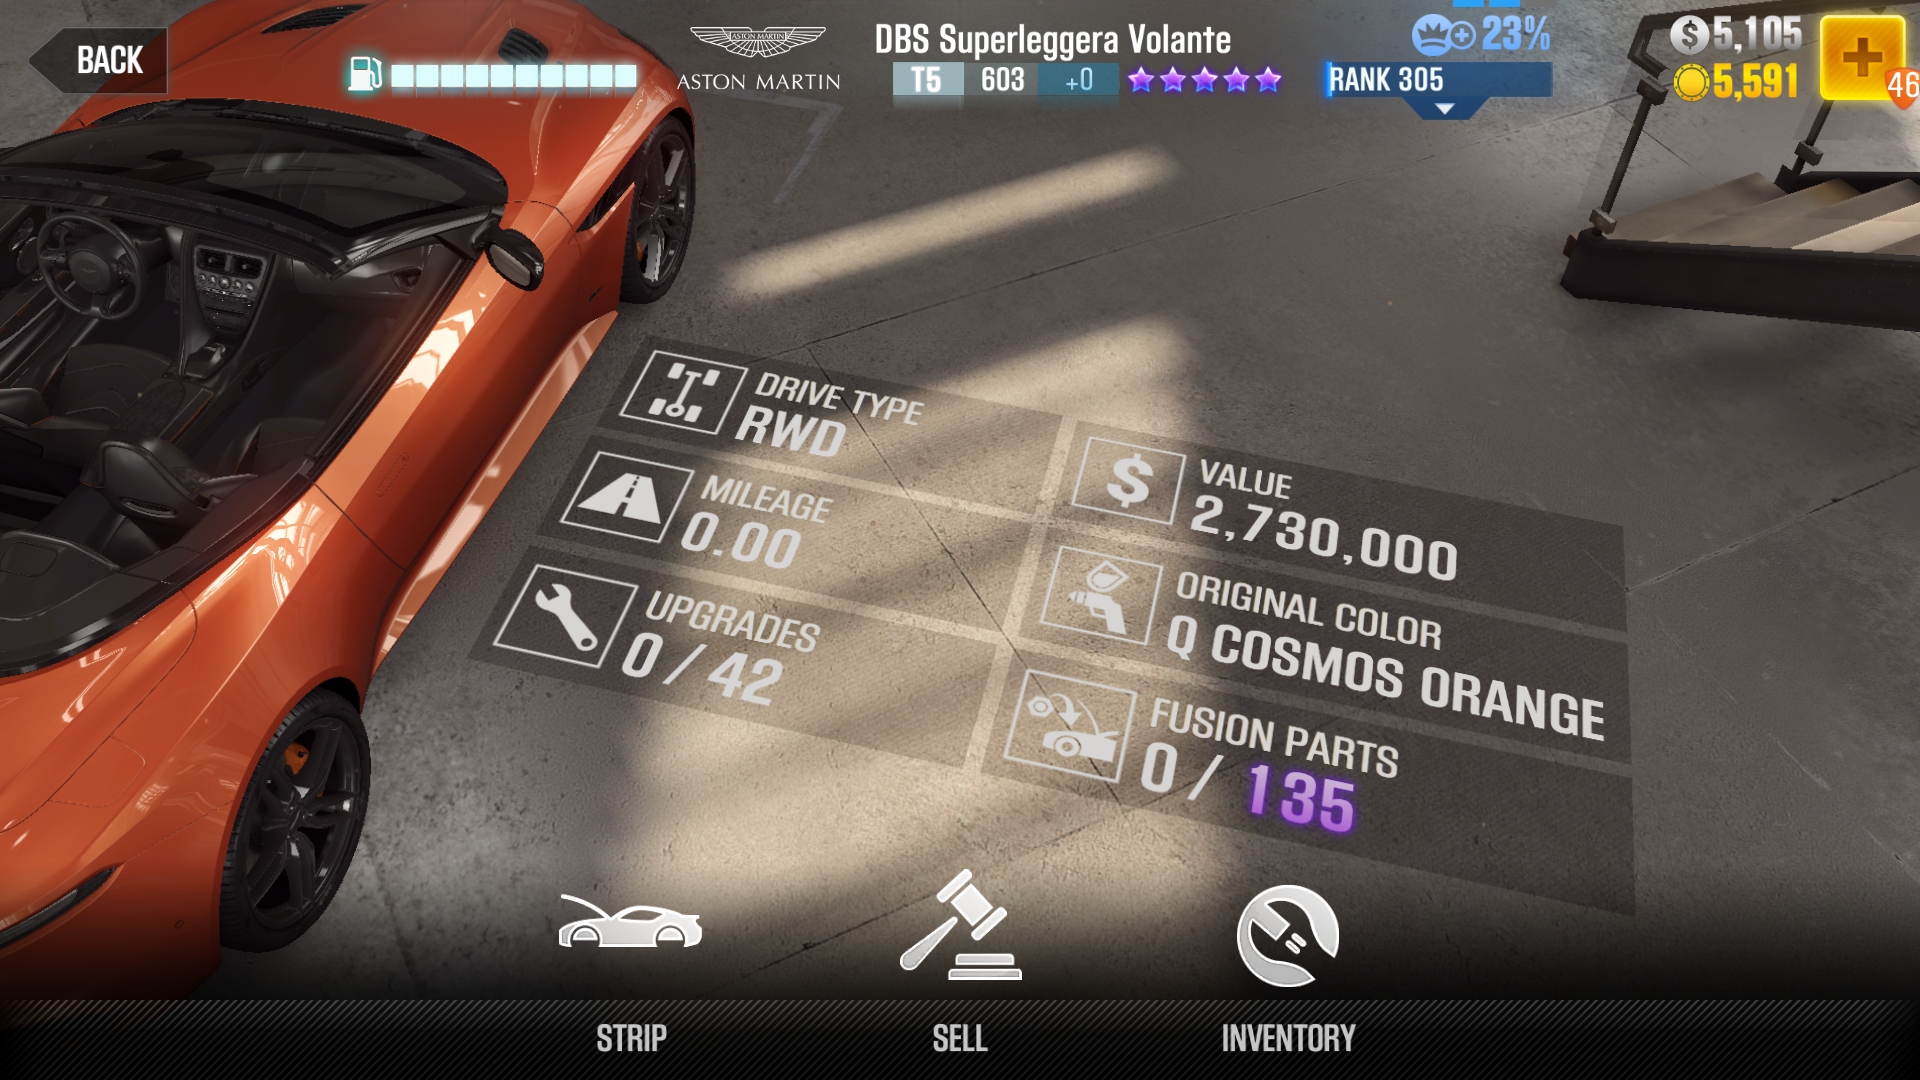 BACK
ASTON MARTIN
ASTON MARTIN
DBS Superleggera Volante
T5 603 +0
23%
RANK 305
5,105
5,591
46
DRIVE TYPE
RWD
MILEAGE
0.00
UPGRADES
0 / 42
VALUE
2,730,000
ORIGINAL COLOR
Q COSMOS ORANGE
FUSION PARTS
0 / 135
STRIP
SELL
INVENTORY